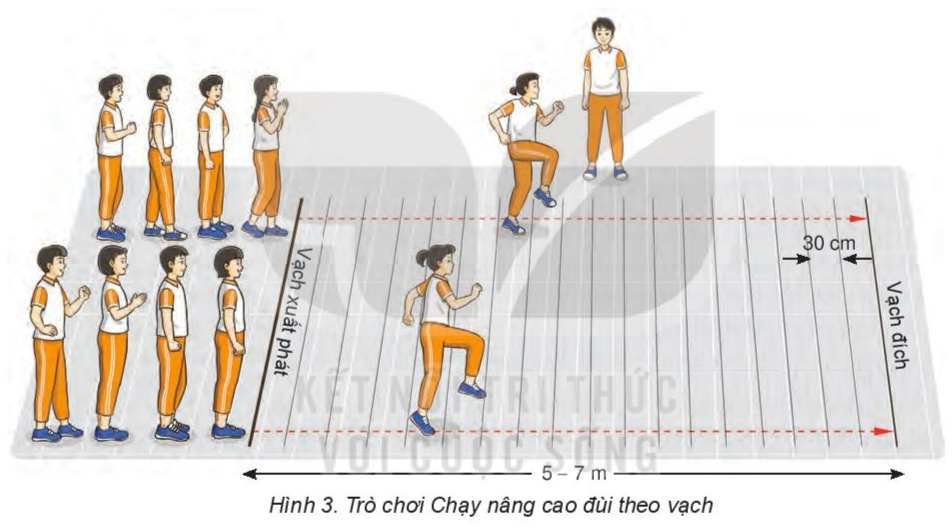 30 cm
Vạch xuất phát
Vạch đích
KẾT NỐI TRI THỨC
VỚI CUỘC SỐNG
5 – 7 m
Hình 3. Trò chơi Chạy nâng cao đùi theo vạch